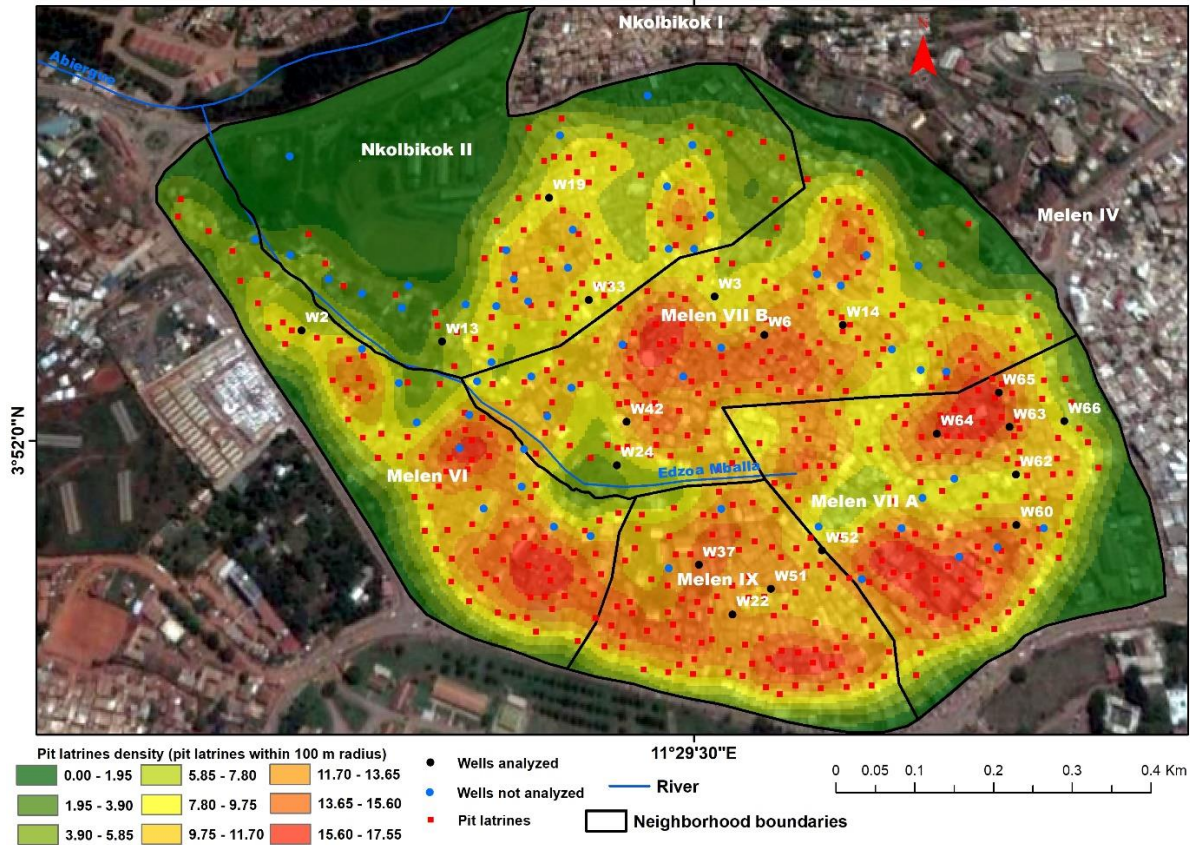 Nkolbikok I
N
Abiergue
Nkolbikok II
W19
Melen IV
W33
W3
Melen VII B
W6
W14
W2
W13
W65
W42
W64
W63
W66
3°52'0"N
W24
Melen VI
Edzoa Mballa
W62
Melen VII A
W60
W52
W37
Melen IX
W51
W22
11°29'30"E
Pit latrines density (pit latrines within 100 m radius)
0.00 - 1.95
5.85 - 7.80
11.70 - 13.65
1.95 - 3.90
7.80 - 9.75
13.65 - 15.60
3.90 - 5.85
9.75 - 11.70
15.60 - 17.55
Wells analyzed
Wells not analyzed
Pit latrines
River
Neighborhood boundaries
0 0.05 0.1 0.2 0.3 0.4 Km